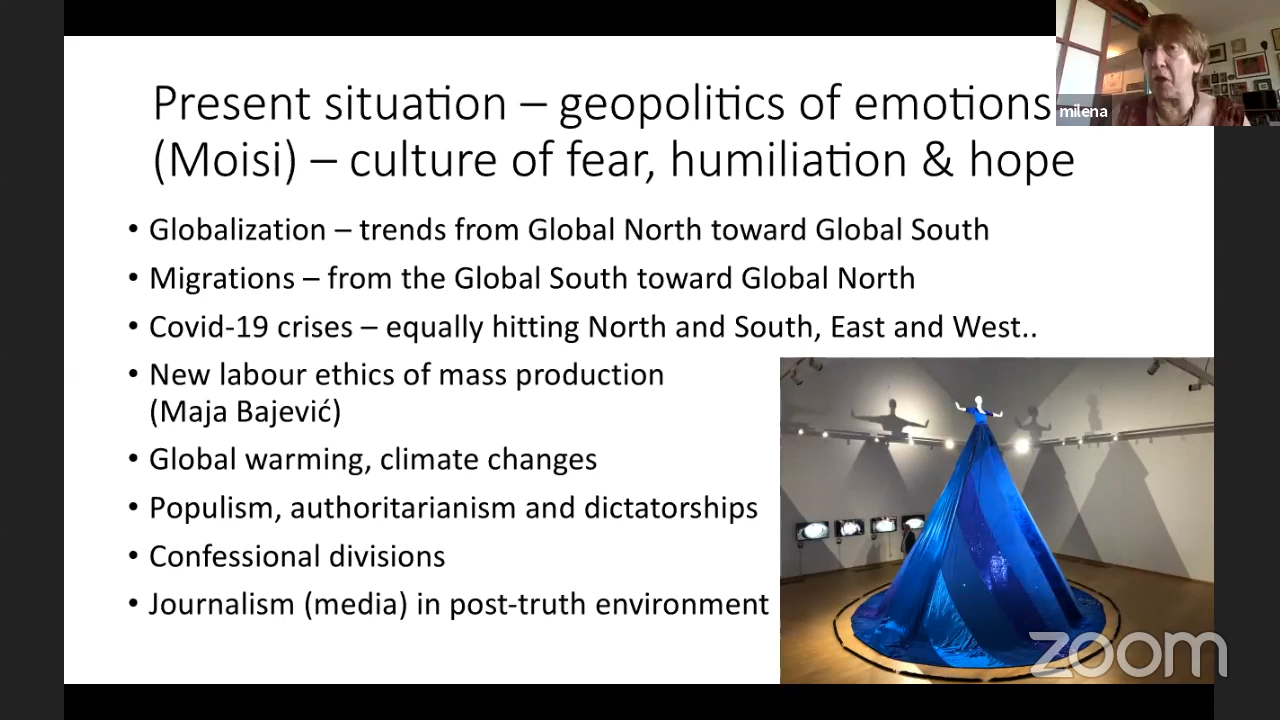 Present situation – geopolitics of emotions
(Moisi) – culture of fear, humiliation & hope
milena
• Globalization – trends from Global North toward Global South
• Migrations – from the Global South toward Global North
• Covid-19 crises – equally hitting North and South, East and West..
• New labour ethics of mass production
(Maja Bajević)
• Global warming, climate changes
• Populism, authoritarianism and dictatorships
• Confessional divisions
• Journalism (media) in post-truth environment
zoom